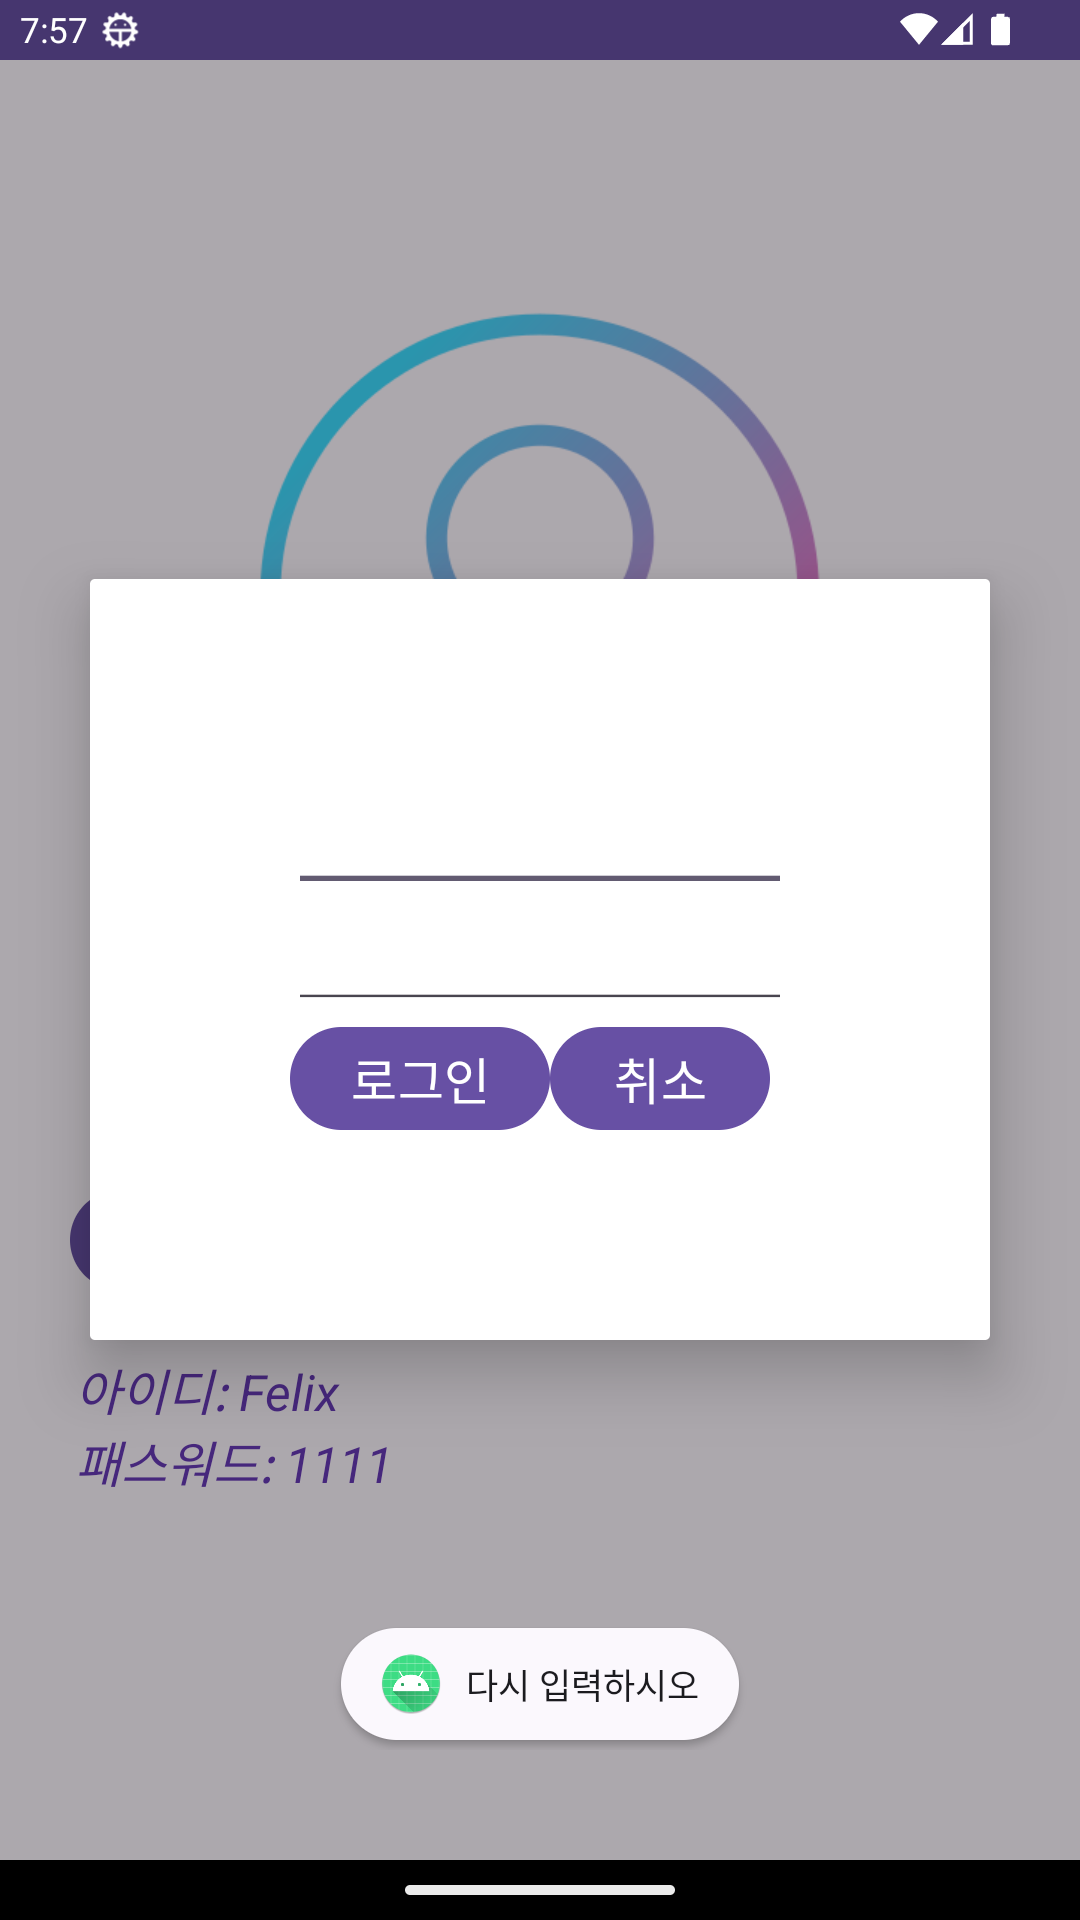 7:57
로그인
취소
아이디: Felix
패스워드: 1111
다시 입력하시오